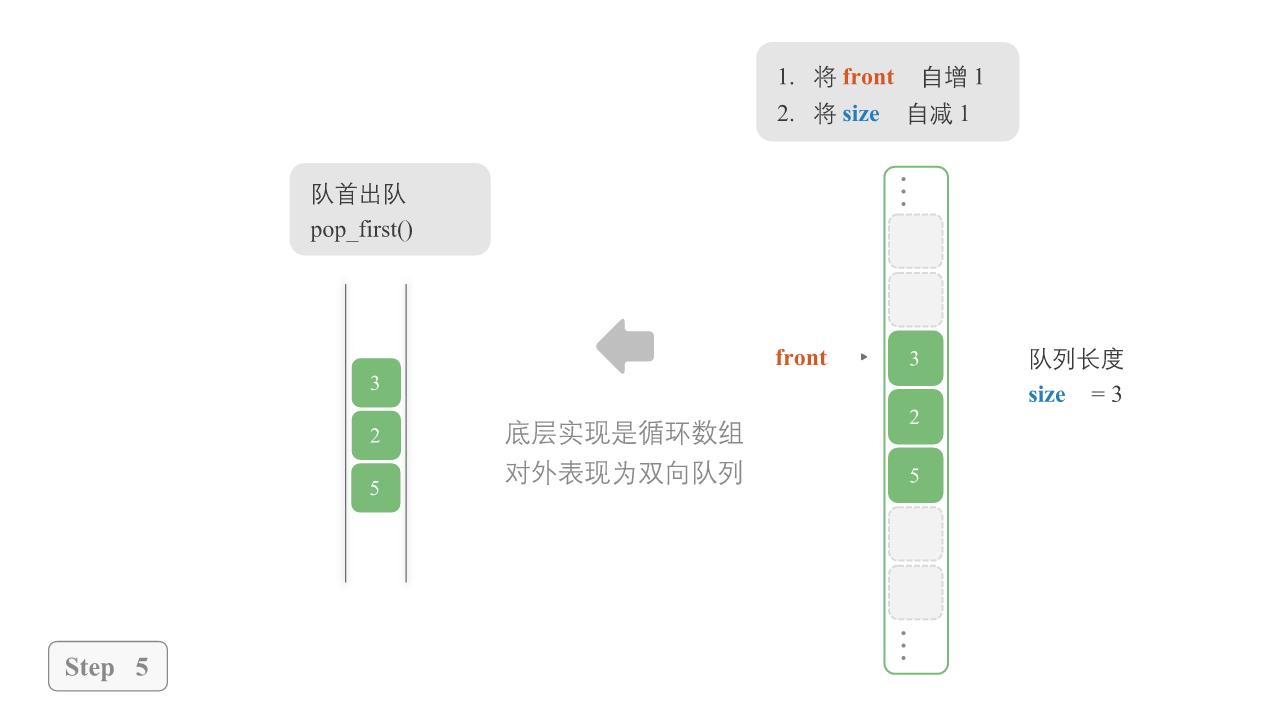 1. 将 front 自增 1
2. 将 size 自减 1
队首出队
pop_first()
3
2
5
底层实现是循环数组
对外表现为双向队列
front
3
2
5
队列长度
size = 3
Step 5